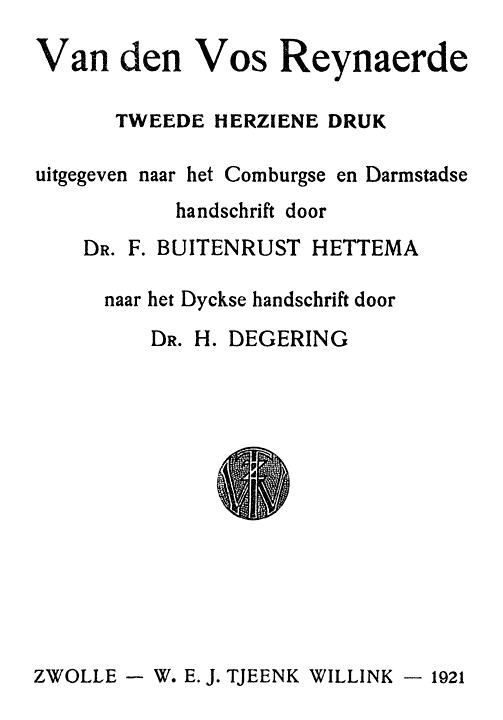 Van den Vos Reynaerde
TWEEDE HERZIENE DRUK
uitgegeven naar het Comburgse en Darmstadse
handschrift door
DR. F. BUITENRUST HETTEMA
naar het Dyckse handschrift door
DR. H. DEGERING
ZWOLLE — W. E. J. TJEENK WILLINK — 1921